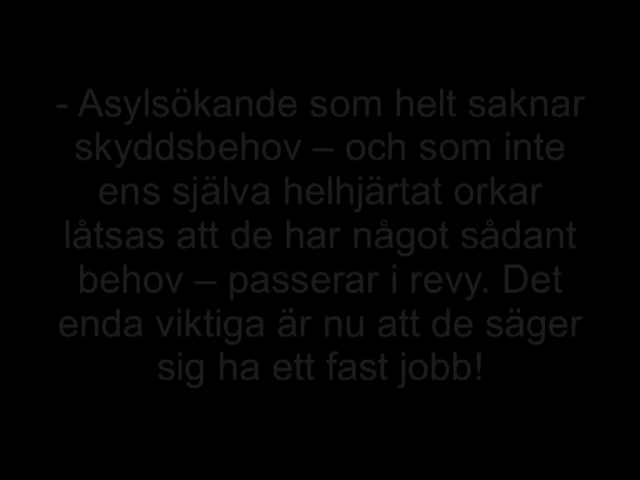 - Asylsökande som helt saknar
skyddsbehov – och som inte
ens själva helhjärtat orkar
låtsas att de har något sådant
behov – passerar i revy. Det
enda viktiga är nu att de säger
sig ha ett fast jobb!